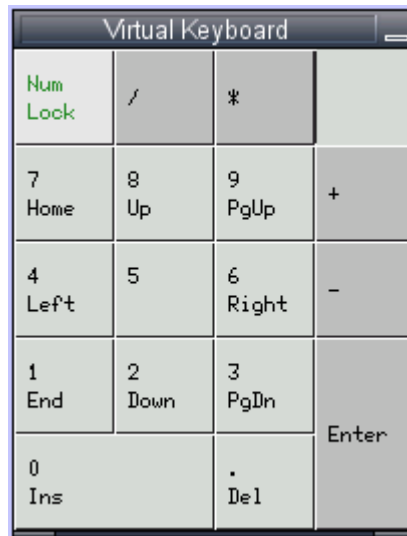 Virtual Keyboard
Num
Lock
/
*
7
Home
8
Up
9
PgUp
+
4
Left
5
6
Right
-
1
End
2
Down
3
PgDn
Enter
0
Ins
.
Del